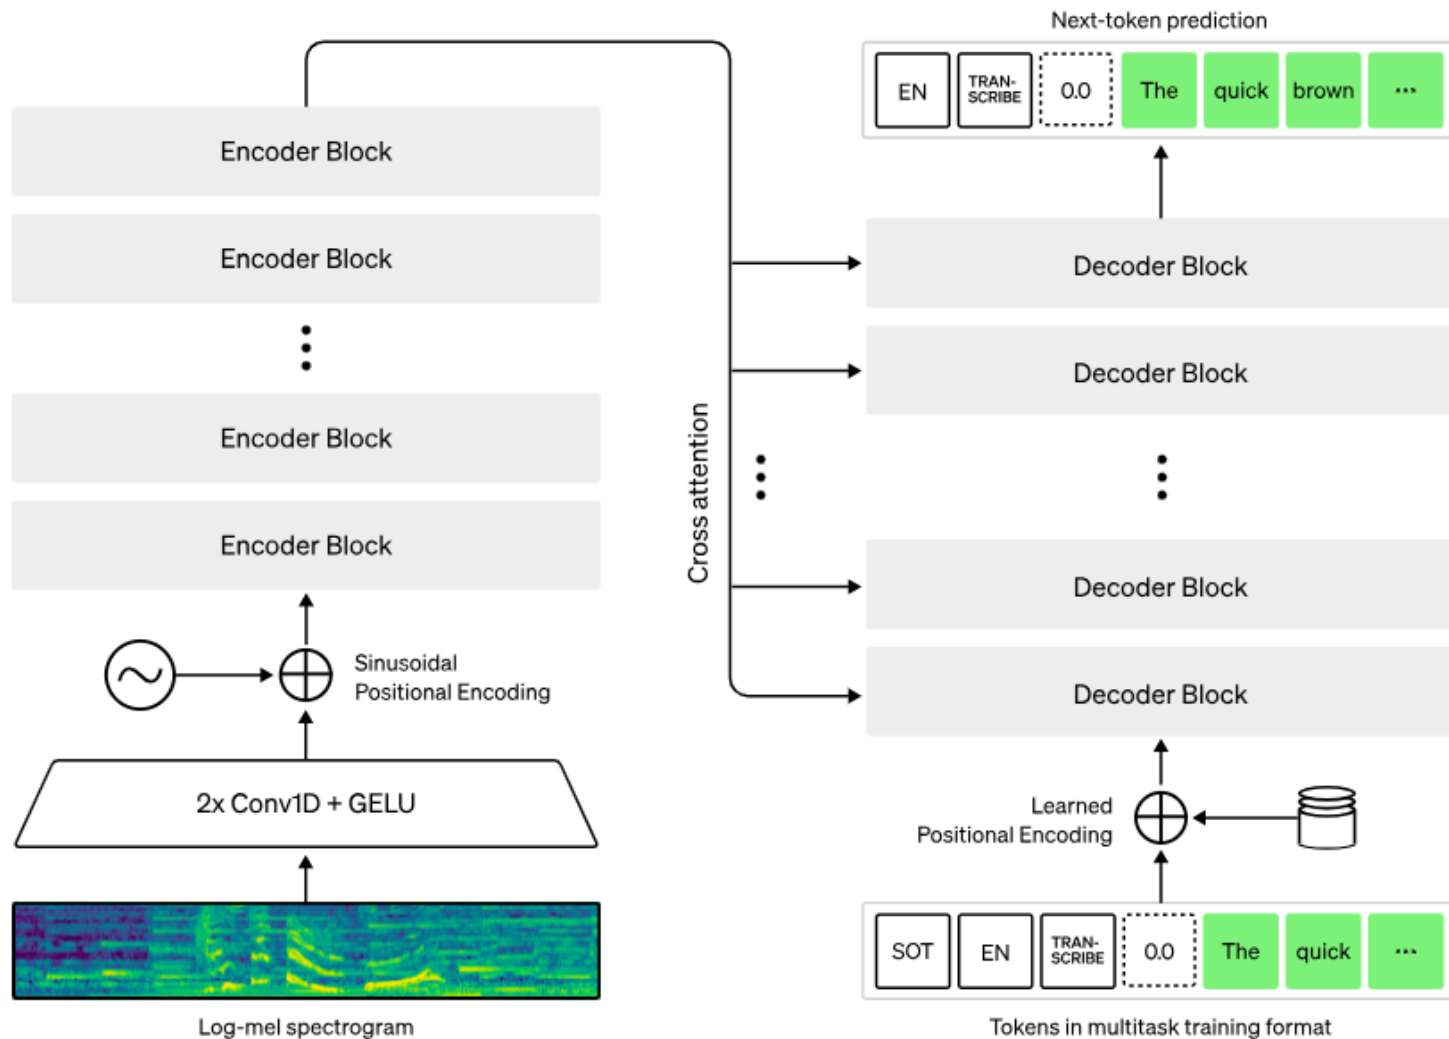 Next-token prediction
EN
TRAN-
SCRIBE
0.0
The
quick
brown
...
Encoder Block
Encoder Block
Encoder Block
Encoder Block
Sinusoidal
Positional Encoding
2x Conv1D + GELU
Log-mel spectrogram
Cross attention
Decoder Block
Decoder Block
Decoder Block
Decoder Block
Learned
Positional Encoding
SOT
EN
TRAN-
SCRIBE
0.0
The
quick
...
Tokens in multitask training format